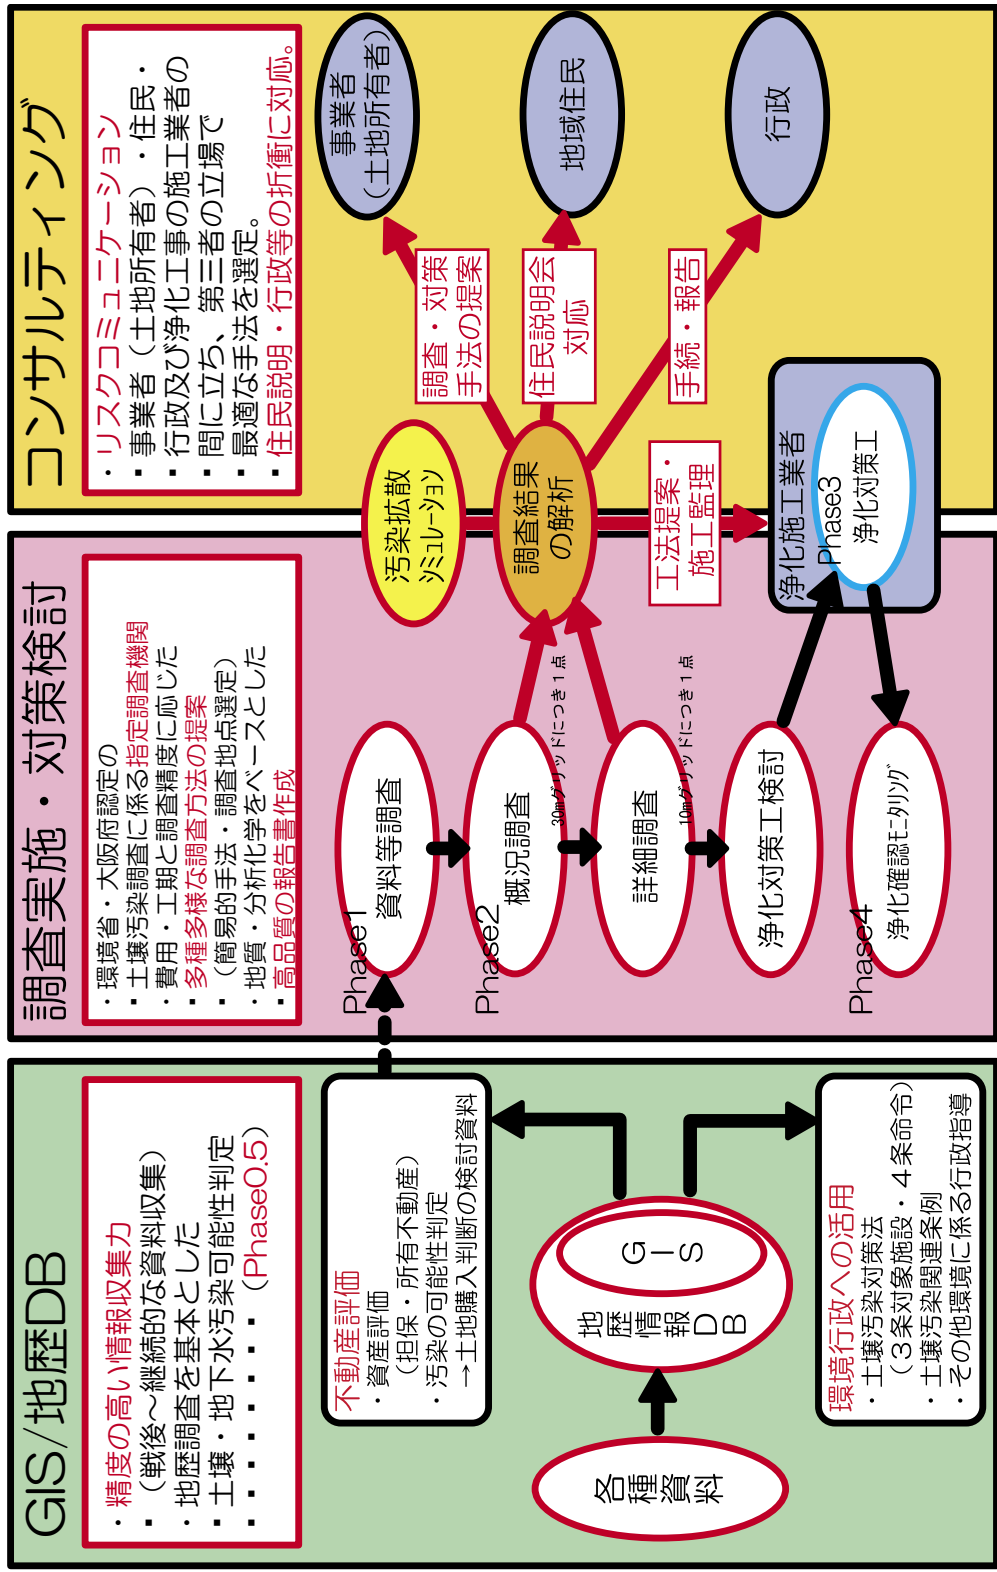 GIS/地歴DB
・精度の高い情報収集力
・（戦後～継続的な資料収集）
・地歴調査を基本とした
・土壌・地下水汚染可能性判定
・・・・・・・（Phase0.5）
不動産評価
・資産評価
（担保・所有不動産）
・汚染の可能性判定
→土地購入判断の検討資料
各種資料
地歴情報DB
GIS
環境行政への活用
・土壌汚染対策法
（３条対象施設・４条命令）
・土壌汚染関連条例
・その他環境に係る行政指導
調査実施・対策検討
・環境省・大阪府認定の
・土壌汚染調査に係る指定調査機関
・費用・工期と調査精度に応じた
・多種多様な調査方法の提案
・（簡易的手法・調査地点選定）
・地質・分析化学をベースとした
・高品質の報告書作成
Phase1
資料等調査
Phase2
概況調査
30mグリッドにつき１点
詳細調査
10mグリッドにつき１点
浄化対策工検討
Phase4
浄化確認ﾓﾆﾀﾘﾝｸﾞ
コンサルティング
・リスクコミュニケーション
・事業者（土地所有者）・住民・
・行政及び浄化工事の施工業者の
・間に立ち、第三者の立場で
・最適な手法を選定。
・住民説明・行政等の折衝に対応。
汚染拡散
ｼﾐｭﾚｰｼｮﾝ
調査結果
の解析
調査・対策
手法の提案
住民説明会
対応
手続・報告
工法提案・
施工監理
事業者
（土地所有者）
地域住民
行政
浄化施工業者
Phase3
浄化対策工